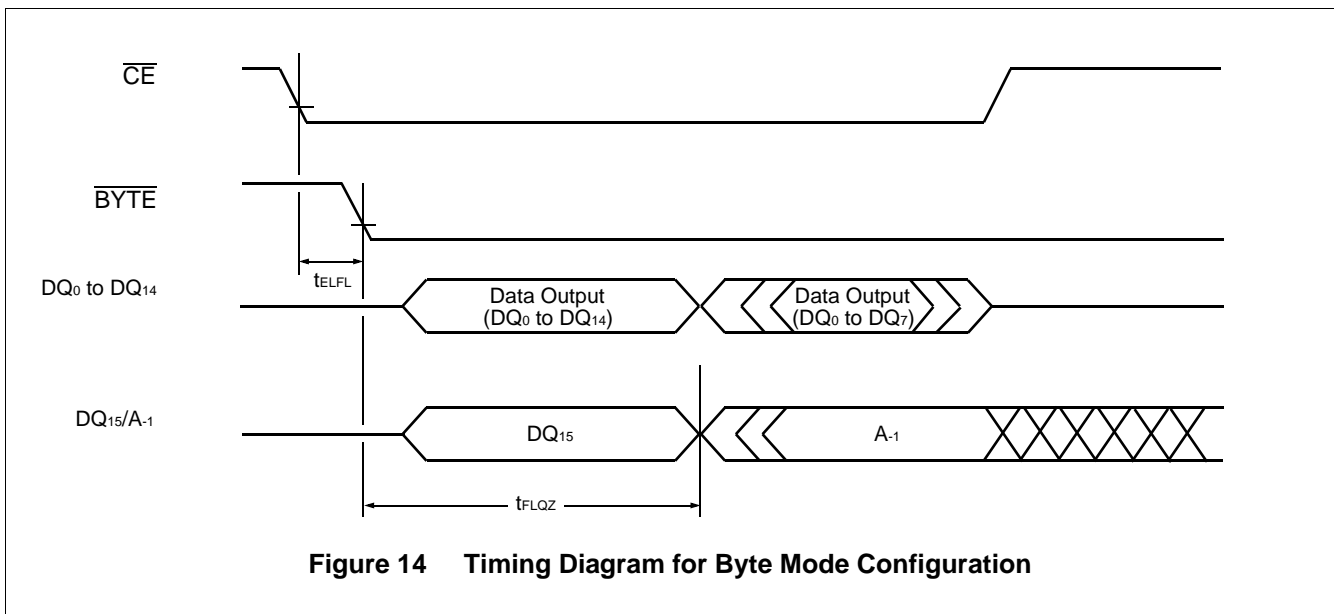 CE
BYTE
tELFL
DQ0 to DQ14
Data Output
(DQ0 to DQ14)
Data Output
(DQ0 to DQ7)
DQ15/A-1
DQ15
A-1
tFLQZ
Figure 14 Timing Diagram for Byte Mode Configuration